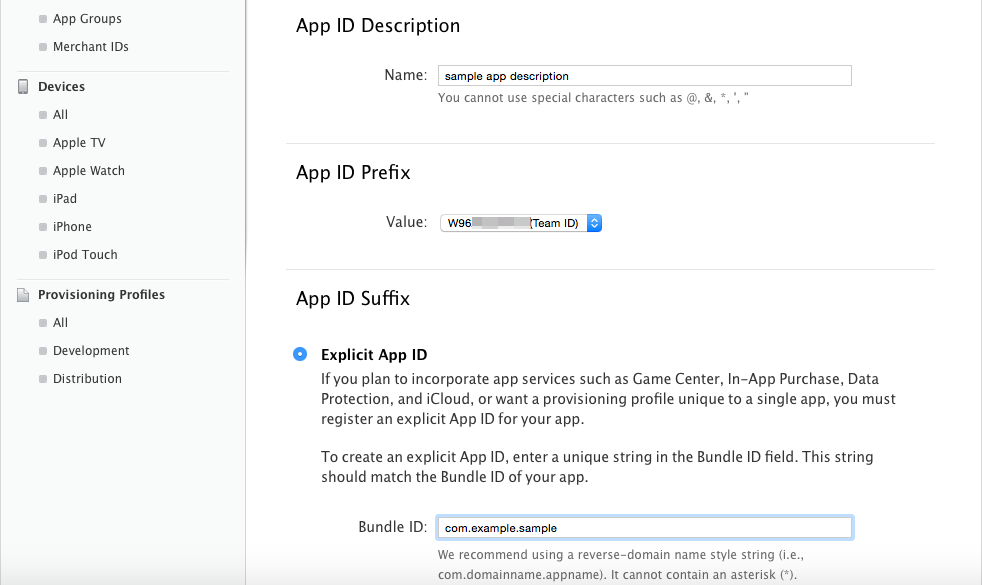 App Groups
Merchant IDs
Devices
All
Apple TV
Apple Watch
iPad
iPhone
iPod Touch
Provisioning Profiles
All
Development
Distribution
App ID Description
Name: sample app description
You cannot use special characters such as @, &, *, ', "
App ID Prefix
Value: W96 (Team ID)
App ID Suffix
Explicit App ID
If you plan to incorporate app services such as Game Center, In-App Purchase, Data
Protection, and iCloud, or want a provisioning profile unique to a single app, you must
register an explicit App ID for your app.
To create an explicit App ID, enter a unique string in the Bundle ID field. This string
should match the Bundle ID of your app.
Bundle ID: com.example.sample
We recommend using a reverse-domain name style string (i.e.,
com.domainname.appname). It cannot contain an asterisk (*).